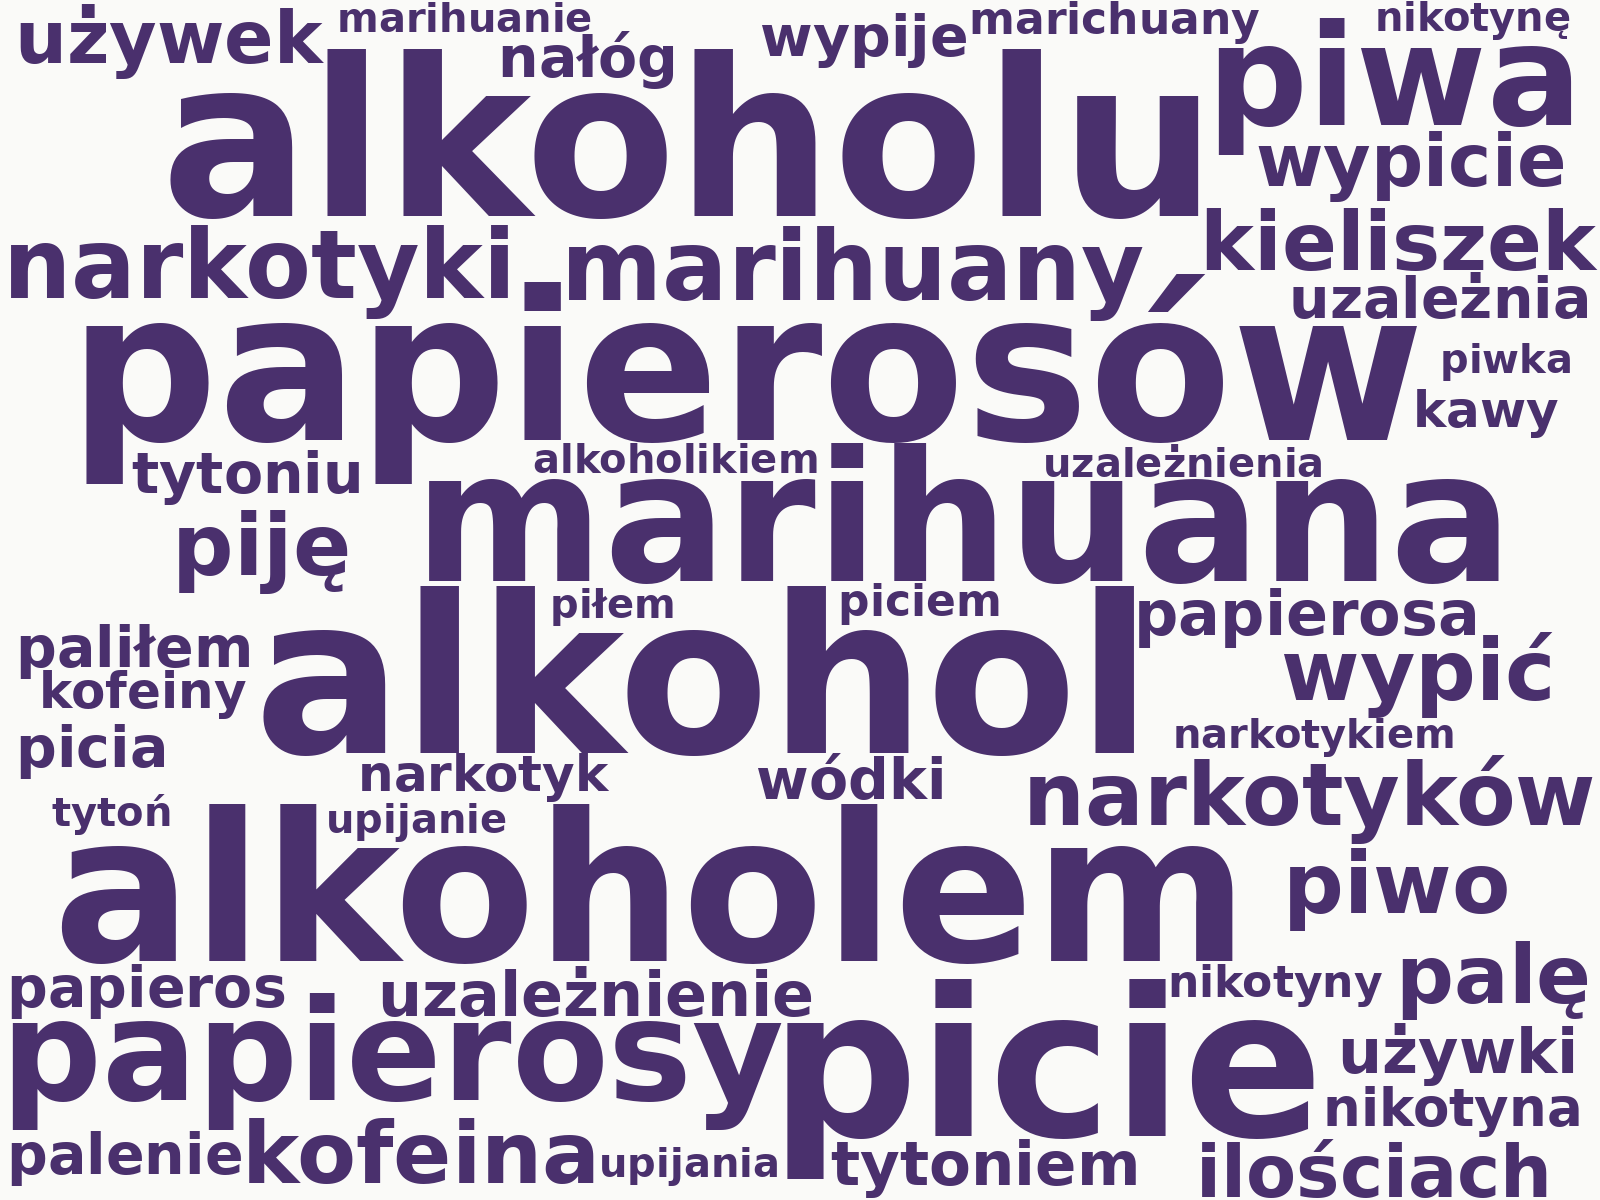 używek
marihuanie
nałóg
wypije
marichuany
nikotynę
alkoholu
piwa
wypicie
narkotyki
marihuany
kieliszek
uzależnia
papierosów
piwka
kawy
tytoniu
alkoholikiem
uzależnienia
marihuana
piję
piłem
piciem
papierosa
paliłem
alkohol
wypić
kofeiny
picia
narkotykiem
narkotyk
wódki
narkotyków
tytoń
upijanie
alkoholem
piwo
papieros
uzależnienie
nikotyny
palę
papierosy
picie
używki
nikotyna
palenie
kofeina
upijania
tytoniem
ilościach